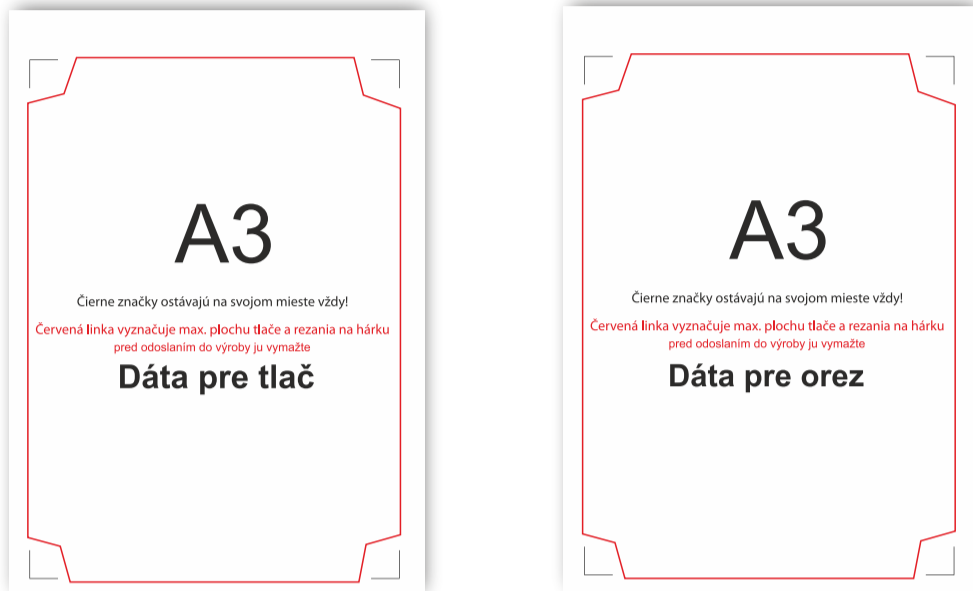 A3
Čierne značky ostávajú na svojom mieste vždy!
Červená linka vyznačuje max. plochu tlače a rezania na hárku
pred odoslaním do výroby ju vymažte
Dáta pre tlač
A3
Čierne značky ostávajú na svojom mieste vždy!
Červená linka vyznačuje max. plochu tlače a rezania na hárku
pred odoslaním do výroby ju vymažte
Dáta pre orez